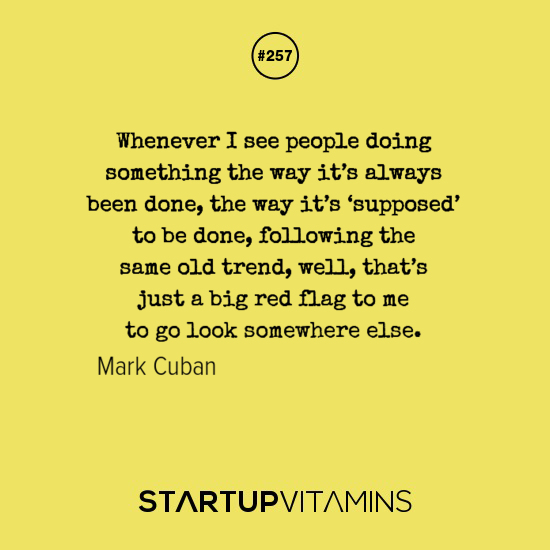 #257
Whenever I see people doing
something the way it’s always
been done, the way it’s ‘supposed’
to be done, following the
same old trend, well, that’s
just a big red flag to me
to go look somewhere else.
Mark Cuban
STARTUPVITAMINS